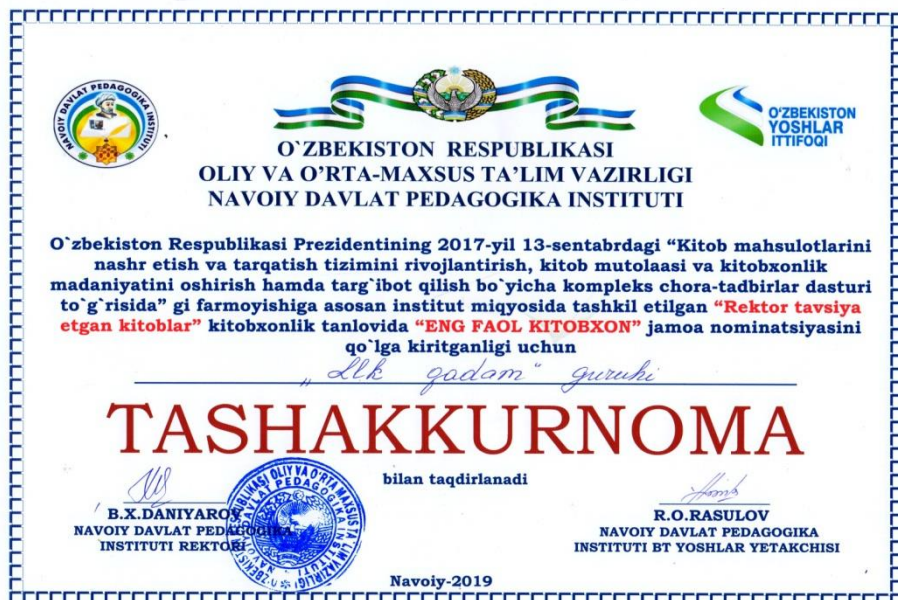 NAVOIY DAVLAT PEDAGOGIKA INSTITUTI
O'ZBEKISTON
YOSHLAR
ITTIFOQI
O`ZBEKISTON RESPUBLIKASI
OLIY VA O'RTA-MAXSUS TA'LIM VAZIRLIGI
NAVOIY DAVLAT PEDAGOGIKA INSTITUTI
O`zbekiston Respublikasi Prezidentining 2017-yil 13-sentabrdagi “Kitob mahsulotlarini
nashr etish va tarqatish tizimini rivojlantirish, kitob mutolaasi va kitobxonlik
madaniyatini oshirish hamda targ`ibot qilish bo`yicha kompleks chora-tadbirlar dasturi
to`g`risida” gi farmoyishiga asosan institut miqyosida tashkil etilgan “Rektor tavsiya
etgan kitoblar” kitobxonlik tanlovida “ENG FAOL KITOBXON” jamoa nominatsiyasini
qo`lga kiritganligi uchun
„Ilk qadam“ guruhi
TASHAKKURNOMA
bilan taqdirlanadi
B.X.DANIYAROV
NAVOIY DAVLAT PEDAGOGIKA
INSTITUTI REKTORI
R.O.RASULOV
NAVOIY DAVLAT PEDAGOGIKA
INSTITUTI BT YOSHLAR YETAKCHISI
Navoiy-2019